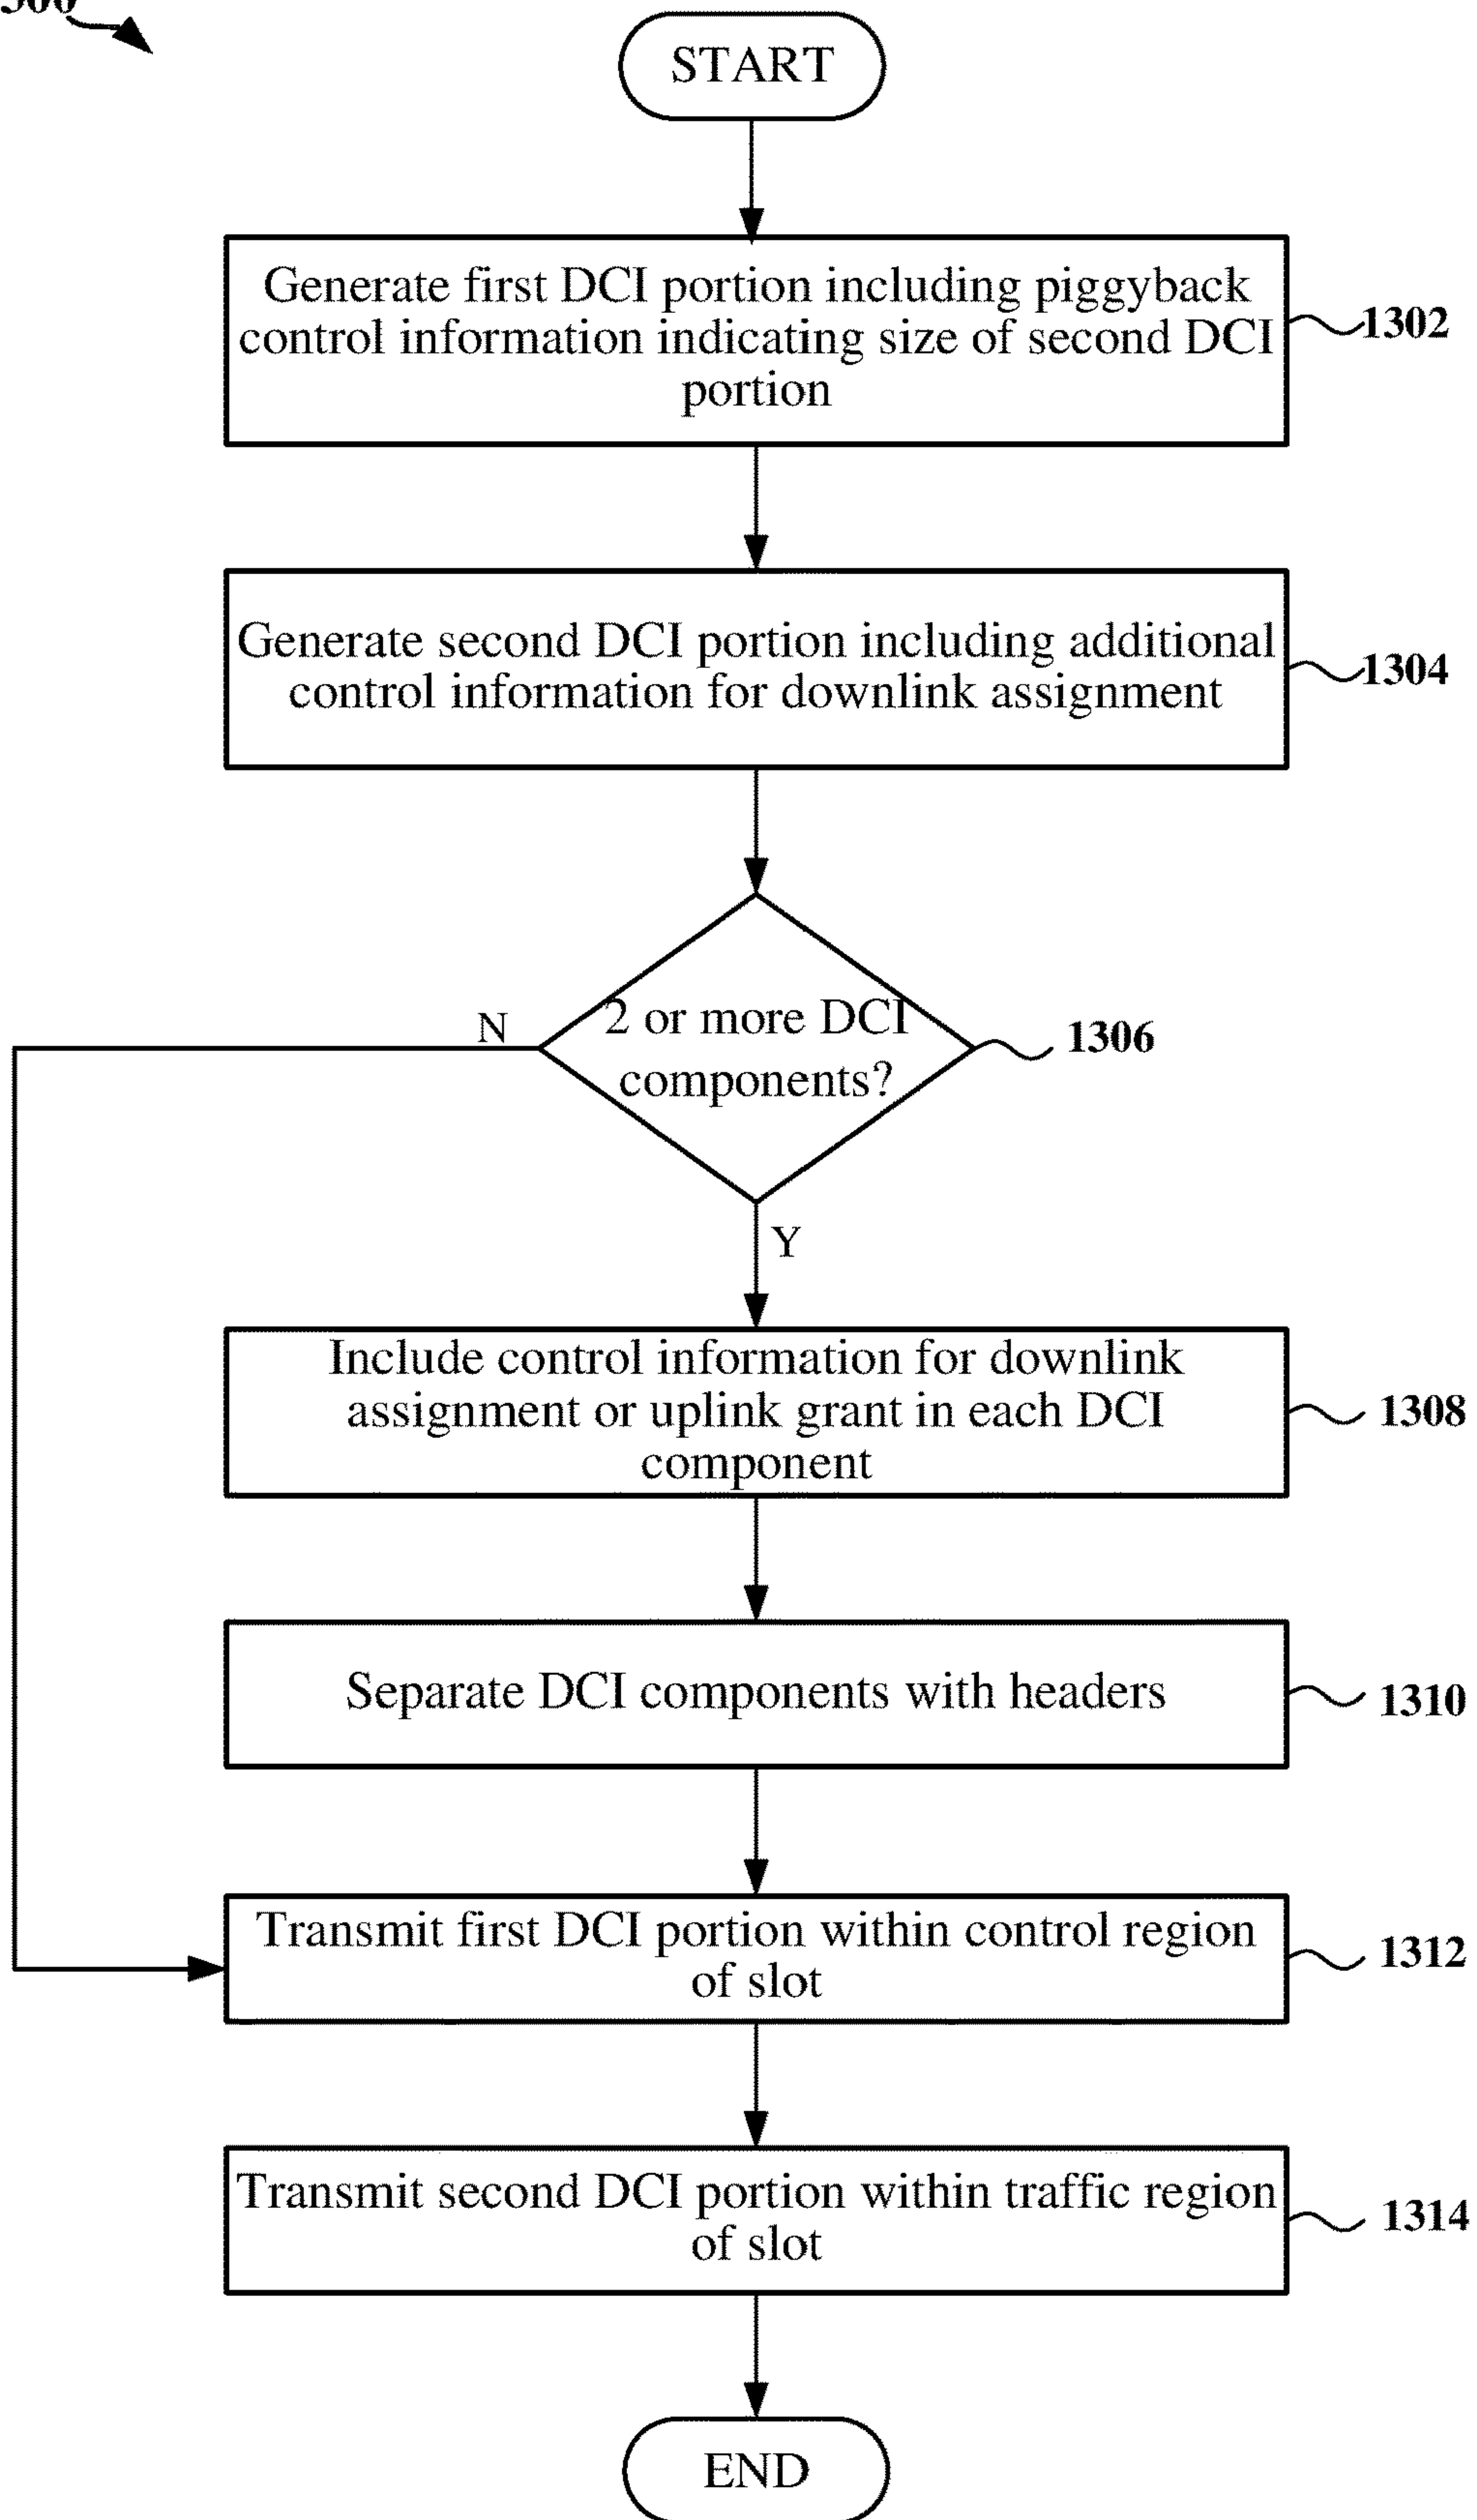 START
Generate first DCI portion including piggyback
control information indicating size of second DCI
portion
1302
Generate second DCI portion including additional
control information for downlink assignment
1304
2 or more DCI
components?
1306
N
Y
Include control information for downlink
assignment or uplink grant in each DCI
component
1308
Separate DCI components with headers
1310
Transmit first DCI portion within control region
of slot
1312
Transmit second DCI portion within traffic region
of slot
1314
END